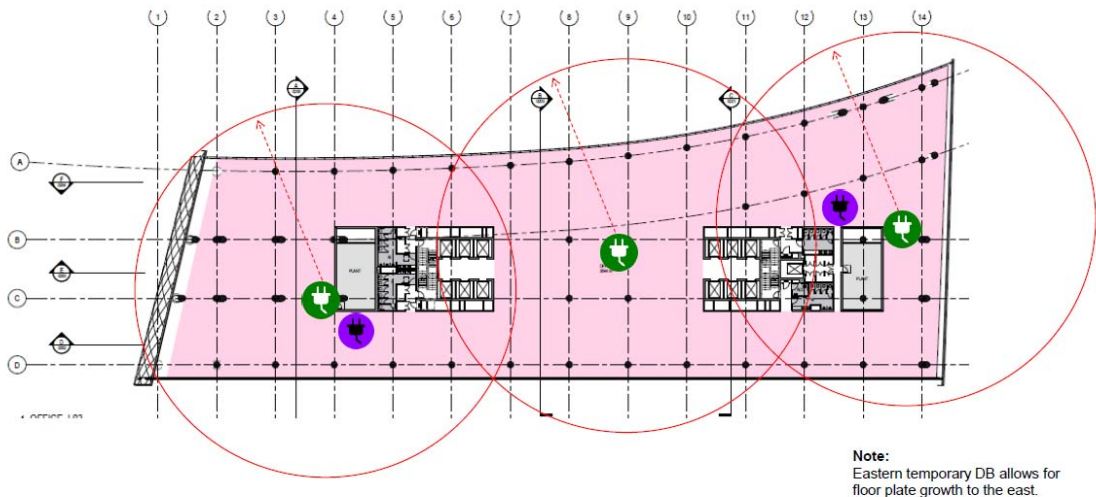 1 2 3 4 5 6 7 8 9 10 11 12 13 14
A
B
C
A
F
B
E
C
D
D
PLANT
PLANT
Note:
Eastern temporary DB allows for
floor plate growth to the east.